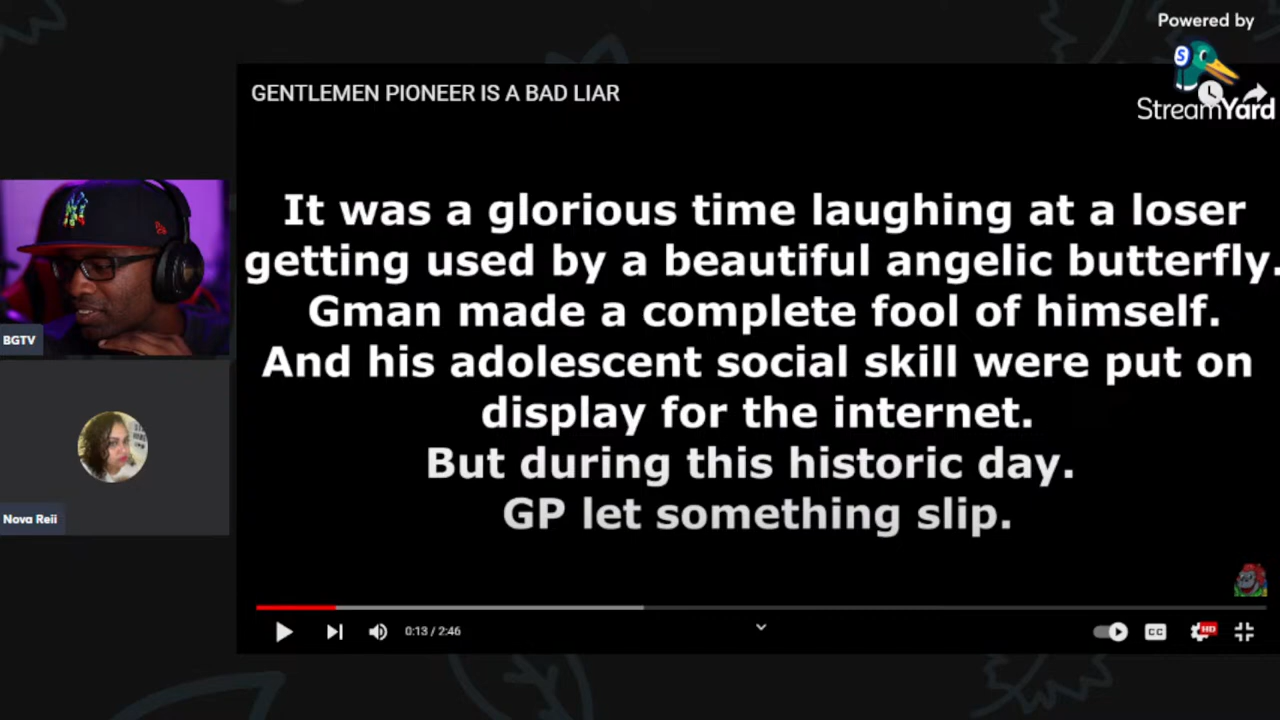 Powered by
StreamYard
GENTLEMEN PIONEER IS A BAD LIAR
It was a glorious time laughing at a loser
getting used by a beautiful angelic butterfly.
Gman made a complete fool of himself.
And his adolescent social skill were put on
display for the internet.
But during this historic day.
GP let something slip.
BGTV
Nova Reii
0:13 / 2:46
CC
HD